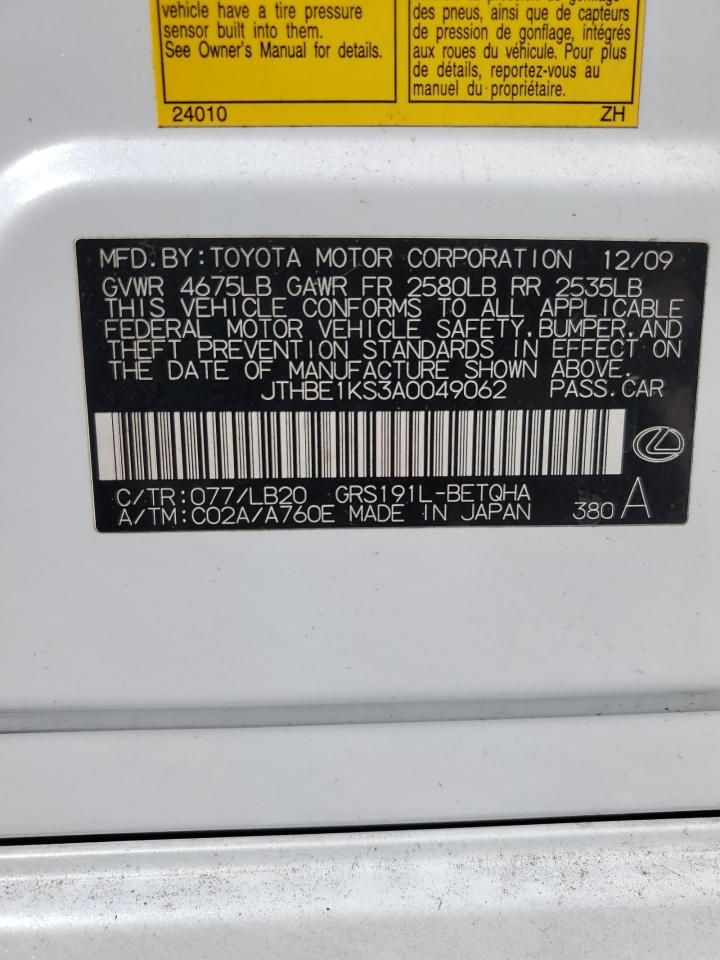 vehicle have a tire pressure
sensor built into them.
See Owner's Manual for details.
24010
des pneus, ainsi que de capteurs
de pression de gonflage, intégrés
aux roues du véhicule. Pour plus
de détails, reportez-vous au
manuel du propriétaire.
ZH
MFD.BY:TOYOTA MOTOR CORPORATION 12/09
GVWR 4675LB GAWR FR 2580LB RR 2535LB
THIS VEHICLE CONFORMS TO ALL APPLICABLE
FEDERAL MOTOR VEHICLE SAFETY,BUMPER,AND
THEFT PREVENTION STANDARDS IN EFFECT ON
THE DATE OF MANUFACTURE SHOWN ABOVE.
JTHBE1KS3A0049062 PASS.CAR
C/TR:077/LB20 GRS191L-BETQHA
A/TM:C02A/A760E MADE IN JAPAN 380 A